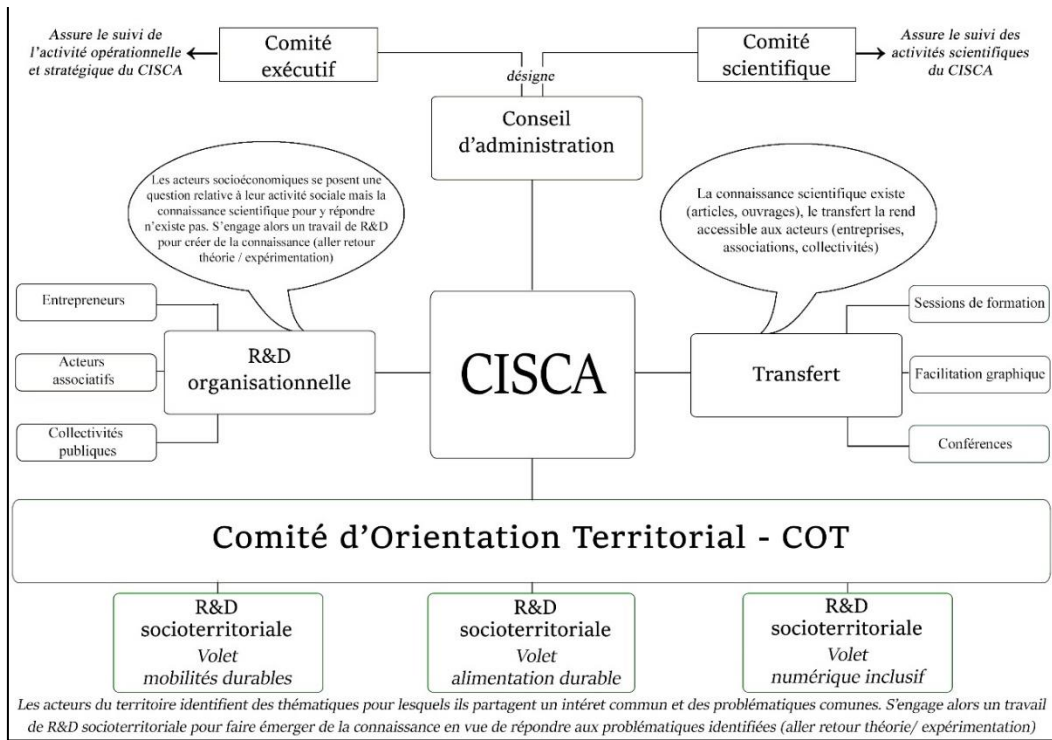 Assure le suivi de
l'activité opérationnelle
et stratégique du CISCA
Comité
exécutif
désigne
Comité
scientifique
Assure le suivi des
activités scientifiques
du CISCA
Conseil
d'administration
Les acteurs socioéconomiques se posent une
question relative à leur activité sociale mais la
connaissance scientifique pour y répondre
n'existe pas. S'engage alors un travail de R&D
pour créer de la connaissance (aller retour
théorie / expérimentation)
La connaissance scientifique existe
(articles, ouvrages), le transfert la rend
accessible aux acteurs (entreprises,
associations, collectivités)
Entrepreneurs
Acteurs
associatifs
Collectivités
publiques
R&D
organisationnelle
CISCA
Transfert
Sessions de formation
Facilitation graphique
Conférences
Comité d'Orientation Territorial - COT
R&D
socioterritoriale
Volet
mobilités durables
R&D
socioterritoriale
Volet
alimentation durable
R&D
socioterritoriale
Volet
numérique inclusif
Les acteurs du territoire identifient des thématiques pour lesquels ils partagent un intéret commun et des problématiques comunes. S'engage alors un travail
de R&D socioterritoriale pour faire émerger de la connaissance en vue de répondre aux problématiques identifiées (aller retour théorie/ expérimentation)